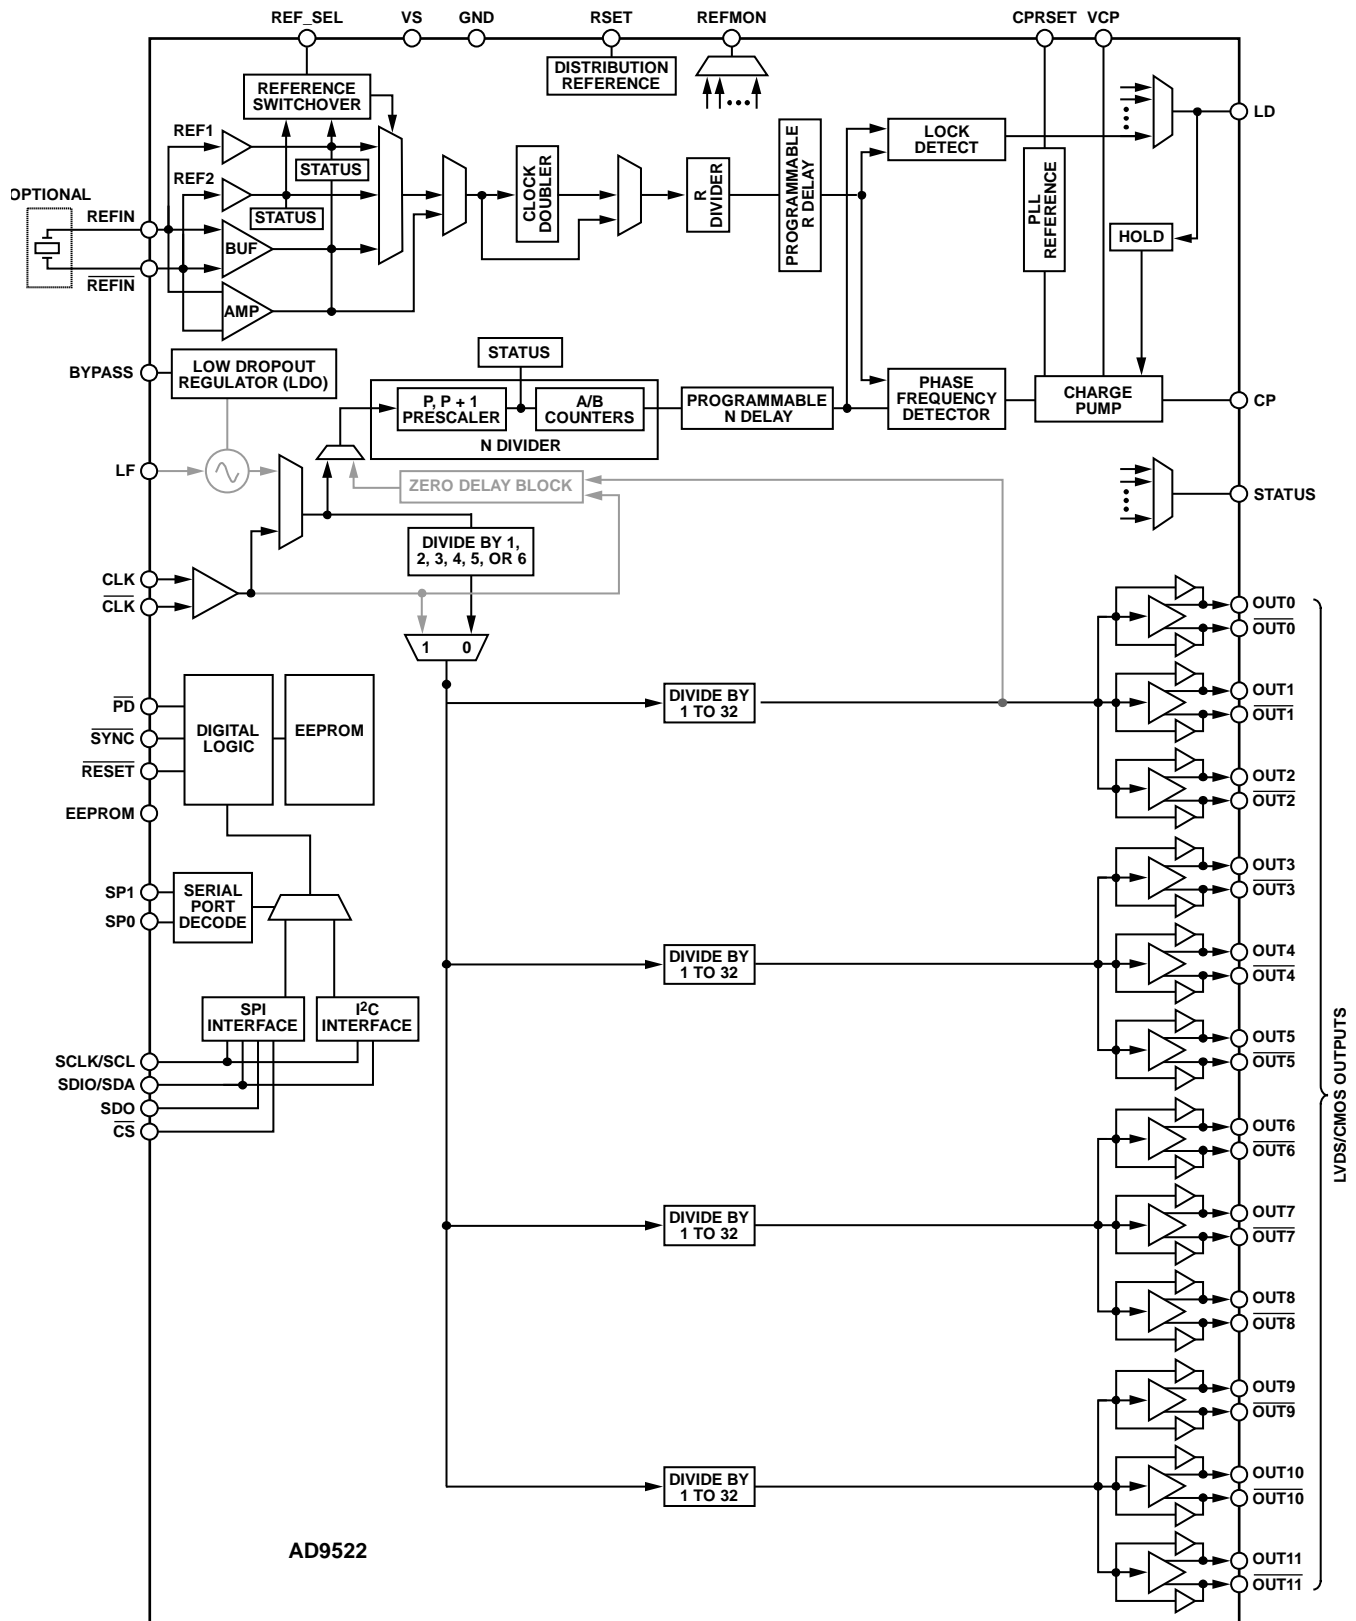 REF_SEL VS GND RSET REFMON CPRSET VCP
DISTRIBUTION
REFERENCE
REFERENCE
SWITCHOVER
REF1
STATUS
REF2
STATUS
OPTIONAL
REFIN
REFIN
BUF
AMP
CLOCK
DOUBLER
R
DIVIDER
PROGRAMMABLE
R DELAY
LOCK
DETECT
PLL
REFERENCE
LD
HOLD
BYPASS
LOW DROPOUT
REGULATOR (LDO)
STATUS
P, P + 1
PRESCALER
A/B
COUNTERS
N DIVIDER
PROGRAMMABLE
N DELAY
PHASE
FREQUENCY
DETECTOR
CHARGE
PUMP
CP
LF
ZERO DELAY BLOCK
STATUS
DIVIDE BY 1,
2, 3, 4, 5, OR 6
CLK
CLK
1 0
OUT0
OUT0
PD
SYNC
RESET
EEPROM
DIGITAL
LOGIC
EEPROM
DIVIDE BY
1 TO 32
OUT1
OUT1
OUT2
OUT2
SP1
SP0
SERIAL
PORT
DECODE
OUT3
OUT3
DIVIDE BY
1 TO 32
OUT4
OUT4
SPI
INTERFACE
I²C
INTERFACE
OUT5
OUT5
SCLK/SCL
SDIO/SDA
SDO
CS
LVDS/CMOS OUTPUTS
OUT6
OUT6
DIVIDE BY
1 TO 32
OUT7
OUT7
OUT8
OUT8
OUT9
OUT9
DIVIDE BY
1 TO 32
OUT10
OUT10
OUT11
OUT11
AD9522